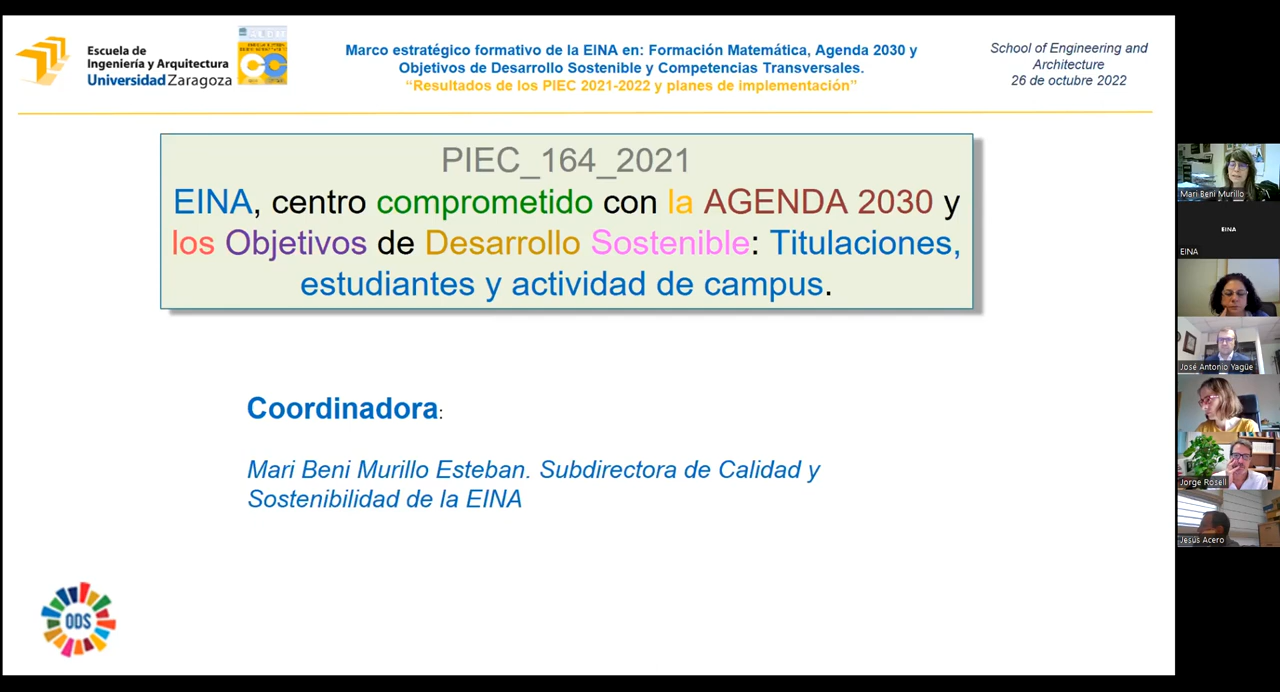 Escuela de
Ingeniería y Arquitectura
Universidad Zaragoza
Marco estratégico formativo de la EINA en: Formación Matemática, Agenda 2030 y
Objetivos de Desarrollo Sostenible y Competencias Transversales.
“Resultados de los PIEC 2021-2022 y planes de implementación”
School of Engineering and
Architecture
26 de octubre 2022
PIEC_164_2021
EINA, centro comprometido con la AGENDA 2030 y
los Objetivos de Desarrollo Sostenible: Titulaciones,
estudiantes y actividad de campus.
Coordinadora:
Mari Beni Murillo Esteban. Subdirectora de Calidad y
Sostenibilidad de la EINA
ODS
Mari Beni Murillo
EINA
EINA
José Antonio Yagüe
Jorge Rosell
Jesús Acero